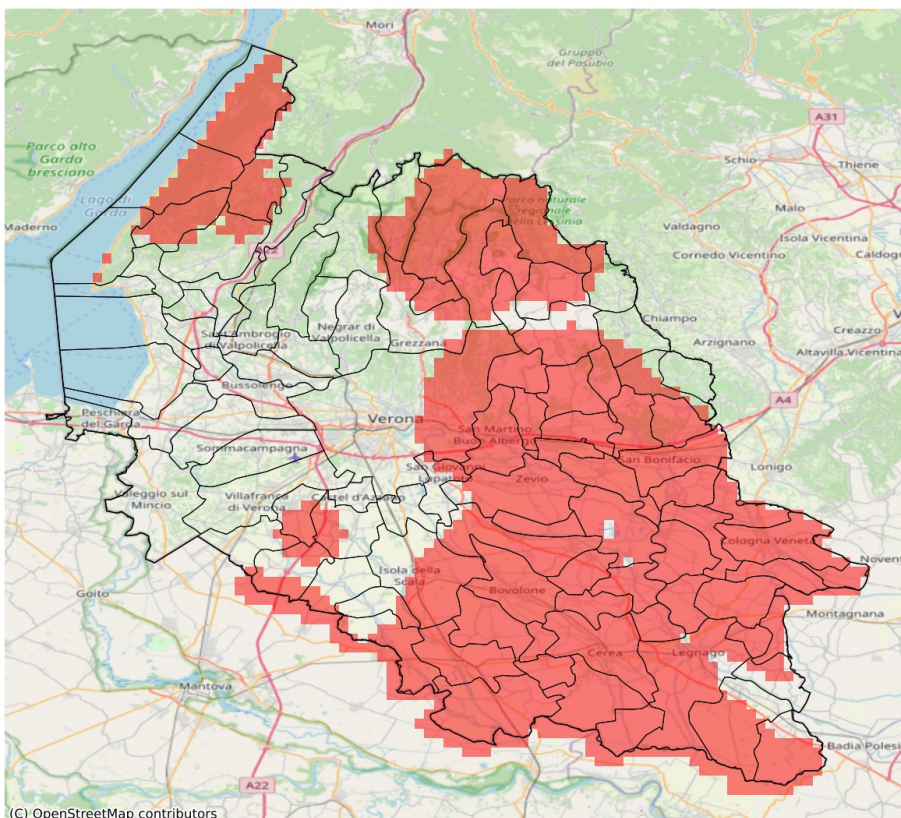 Mori
Gruppo
del Pasubio
A31
Parco alto
Garda
bresciano
Schio
Thiene
Lago di
Garda
Parco naturale
regionale
della Lessinia
Malo
Maderno
Valdagno
Isola Vicentina
A22
Cornedo Vicentino
Caldog
Chiampo
Creazzo
Sant'Ambrogio
di Valpolicella
Negrar di
Valpolicella
Grezzana
Arzignano
Altavilla Vicentina
Bussolengo
A4
Peschiera
del Garda
Verona
San Martino
Buon Albergo
Sommacampagna
San Giovanni
Lupatoto
San Bonifacio
Lonigo
Zevio
Valeggio sul
Mincio
Villafranca
di Verona
Castel d'Azzano
Cologna Veneta
Noven
Isola della
Scala
Goito
Bovolone
Montagnana
Cerea
Legnago
Mantova
Badia Polesi
A22
(C) OpenStreetMap contributors